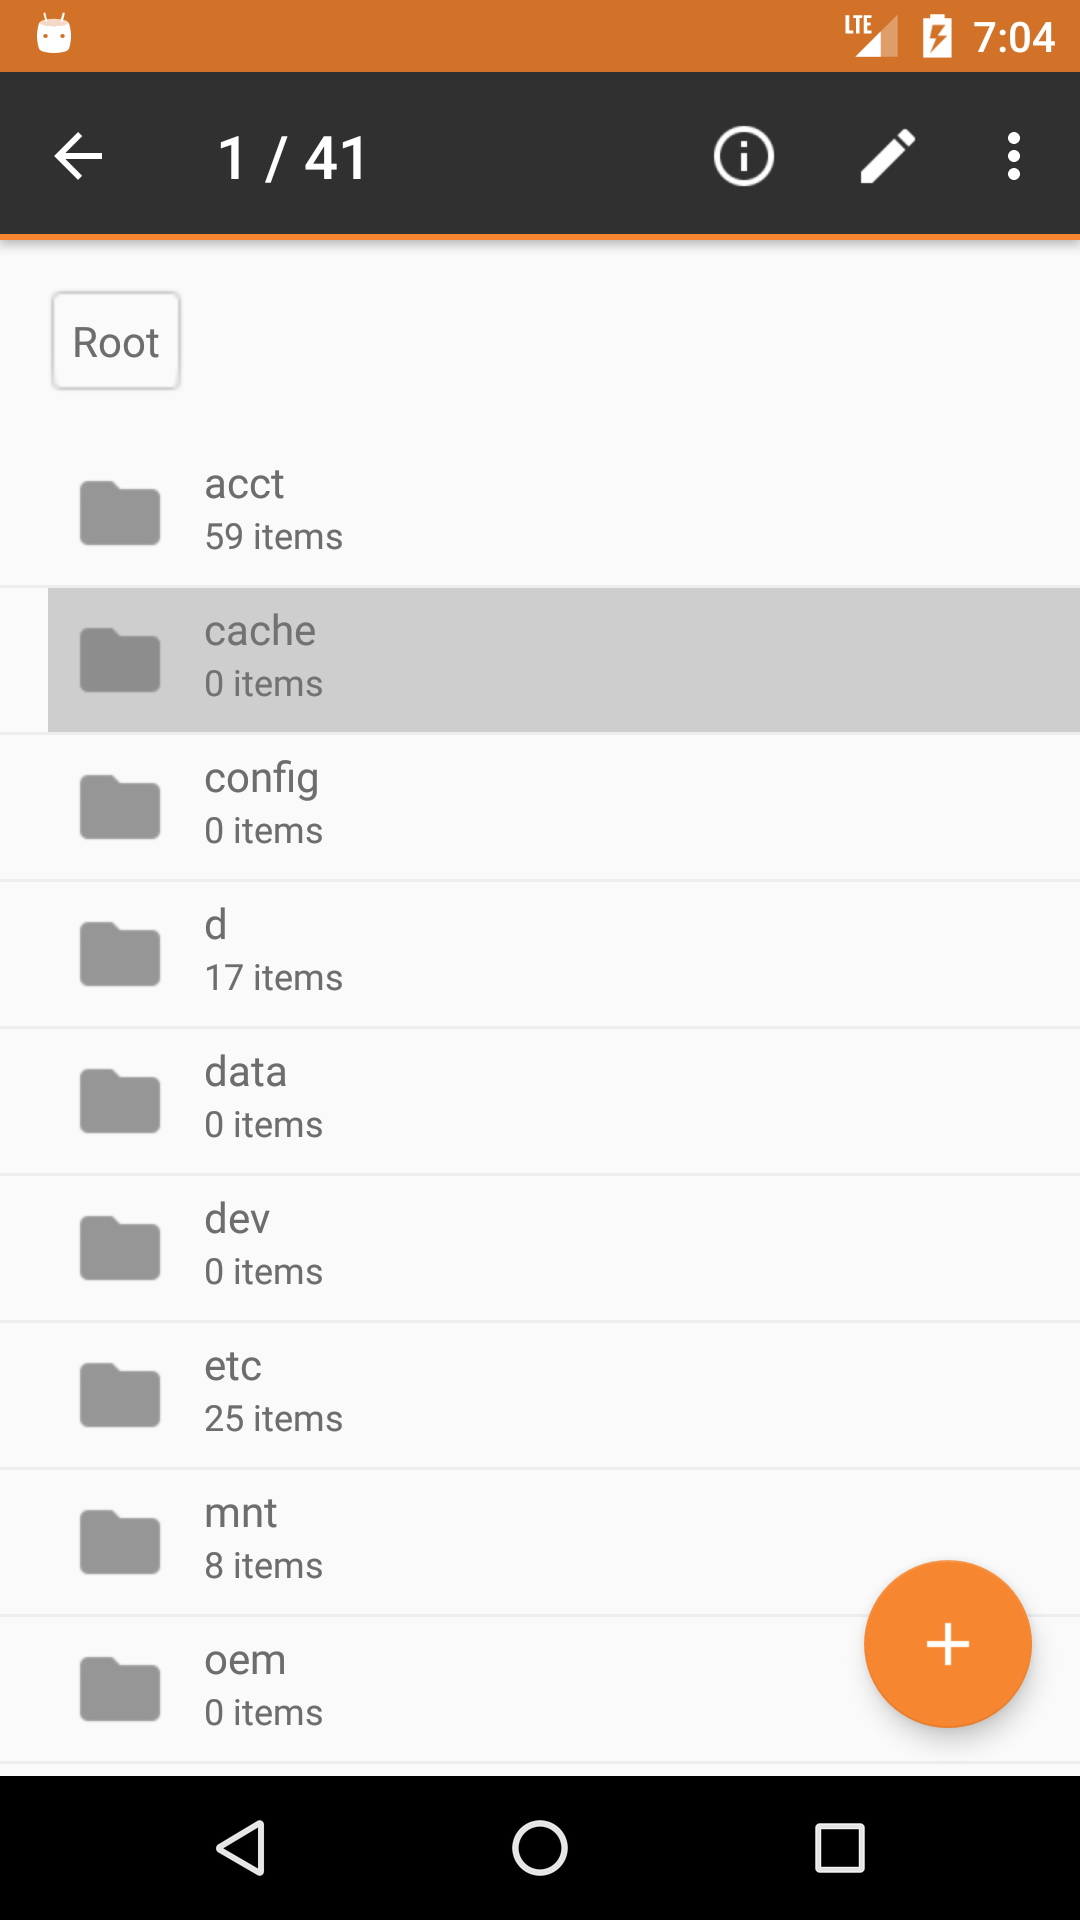 LTE 7:04
1 / 41
Root
acct
59 items
cache
0 items
config
0 items
d
17 items
data
0 items
dev
0 items
etc
25 items
mnt
8 items
oem
0 items